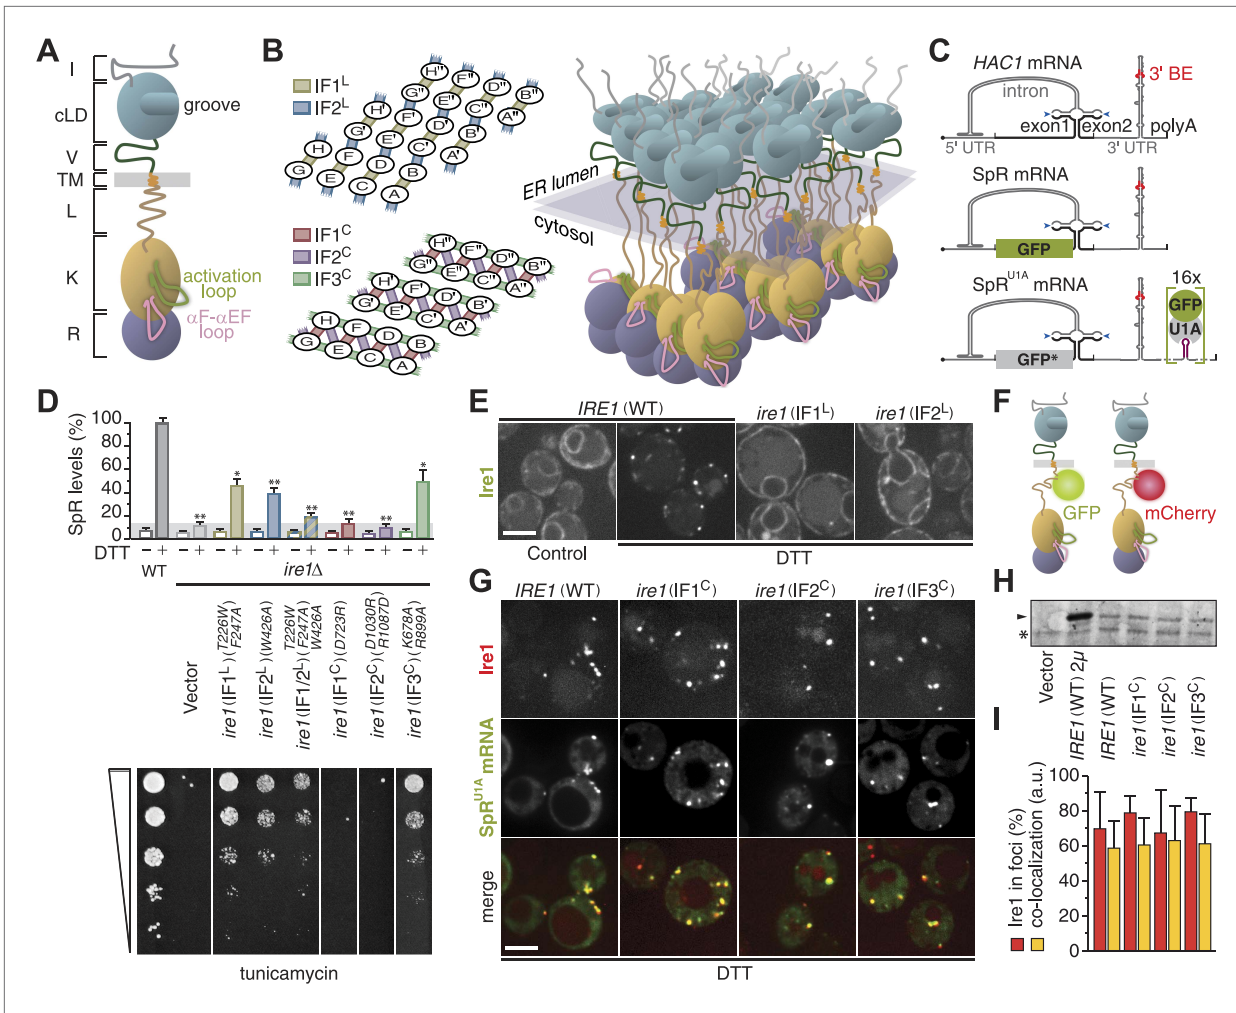 A
I
cLD
V
TM
L
K
R
groove
activation
loop
αF-αEF
loop
B
IF1L
IF2L
H'' F'' D'' B''
G'' E'' C'' A''
H' F' D' B'
G' E' C' A'
H F D B
G E C A
IF1C
IF2C
IF3C
H'' F'' D'' B''
G'' E'' C'' A''
H' F' D' B'
G' E' C' A'
H F D B
G E C A
ER lumen
cytosol
C
HAC1 mRNA
intron
3' BE
exon1 exon2 polyA
5' UTR 3' UTR
SpR mRNA
GFP
SpRU1A mRNA
16x
GFP
U1A
GFP*
D
SpR levels (%)
100
80
60
40
20
0
** * ** ** ** ** *
DTT − + − + − + − + − + − + − + − +
WT ire1Δ
Vector
ire1(IF1L)(T226W F247A)
ire1(IF2L)(W426A)
ire1(IF1/2L)(T226W F247A W426A)
ire1(IF1C)(D723R)
ire1(IF2C)(D1030R R1087D)
ire1(IF3C)(K678A R899A)
tunicamycin
E
IRE1 (WT) ire1(IF1L) ire1(IF2L)
Ire1
Control DTT
F
GFP mCherry
G
IRE1 (WT) ire1(IF1C) ire1(IF2C) ire1(IF3C)
Ire1
SpRU1A mRNA
merge
DTT
H
*
Vector
IRE1(WT) 2µ
IRE1(WT)
ire1(IF1C)
ire1(IF2C)
ire1(IF3C)
I
Ire1 in foci (%)
co-localization (a.u.)
100
80
60
40
20
0